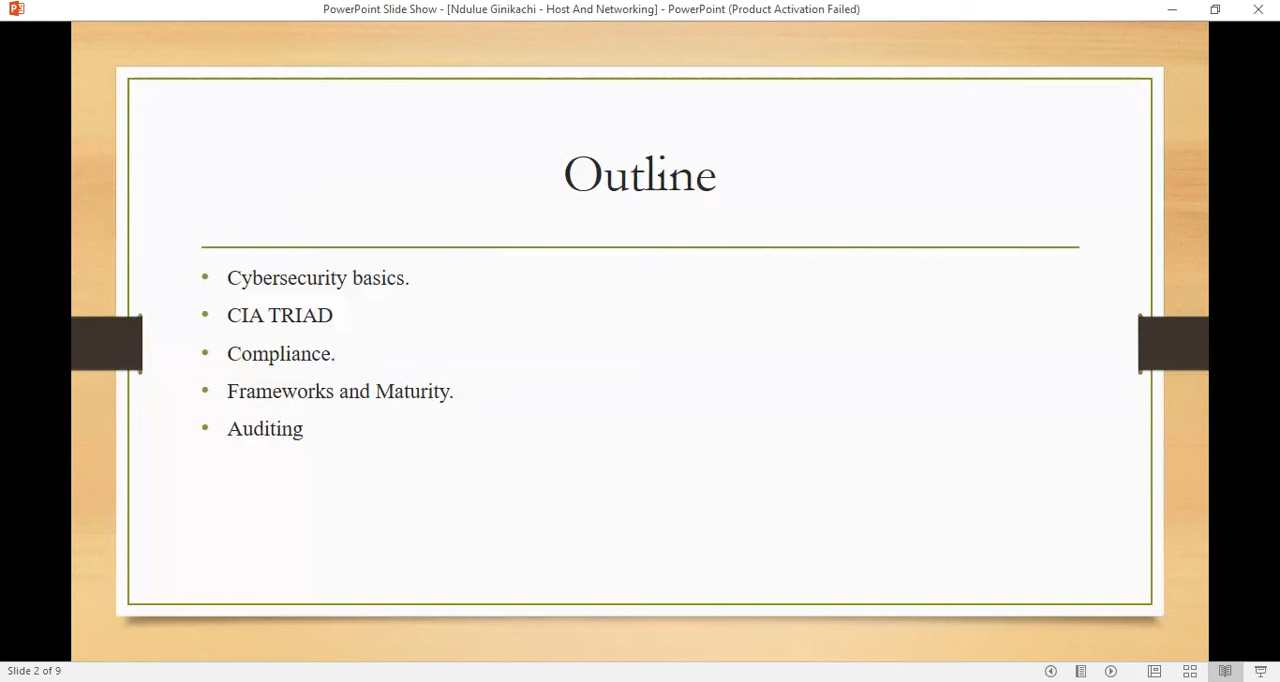 PowerPoint Slide Show - [Ndulue Ginikachi - Host And Networking] - PowerPoint (Product Activation Failed)
Outline
• Cybersecurity basics.
• CIA TRIAD
• Compliance.
• Frameworks and Maturity.
• Auditing
Slide 2 of 9